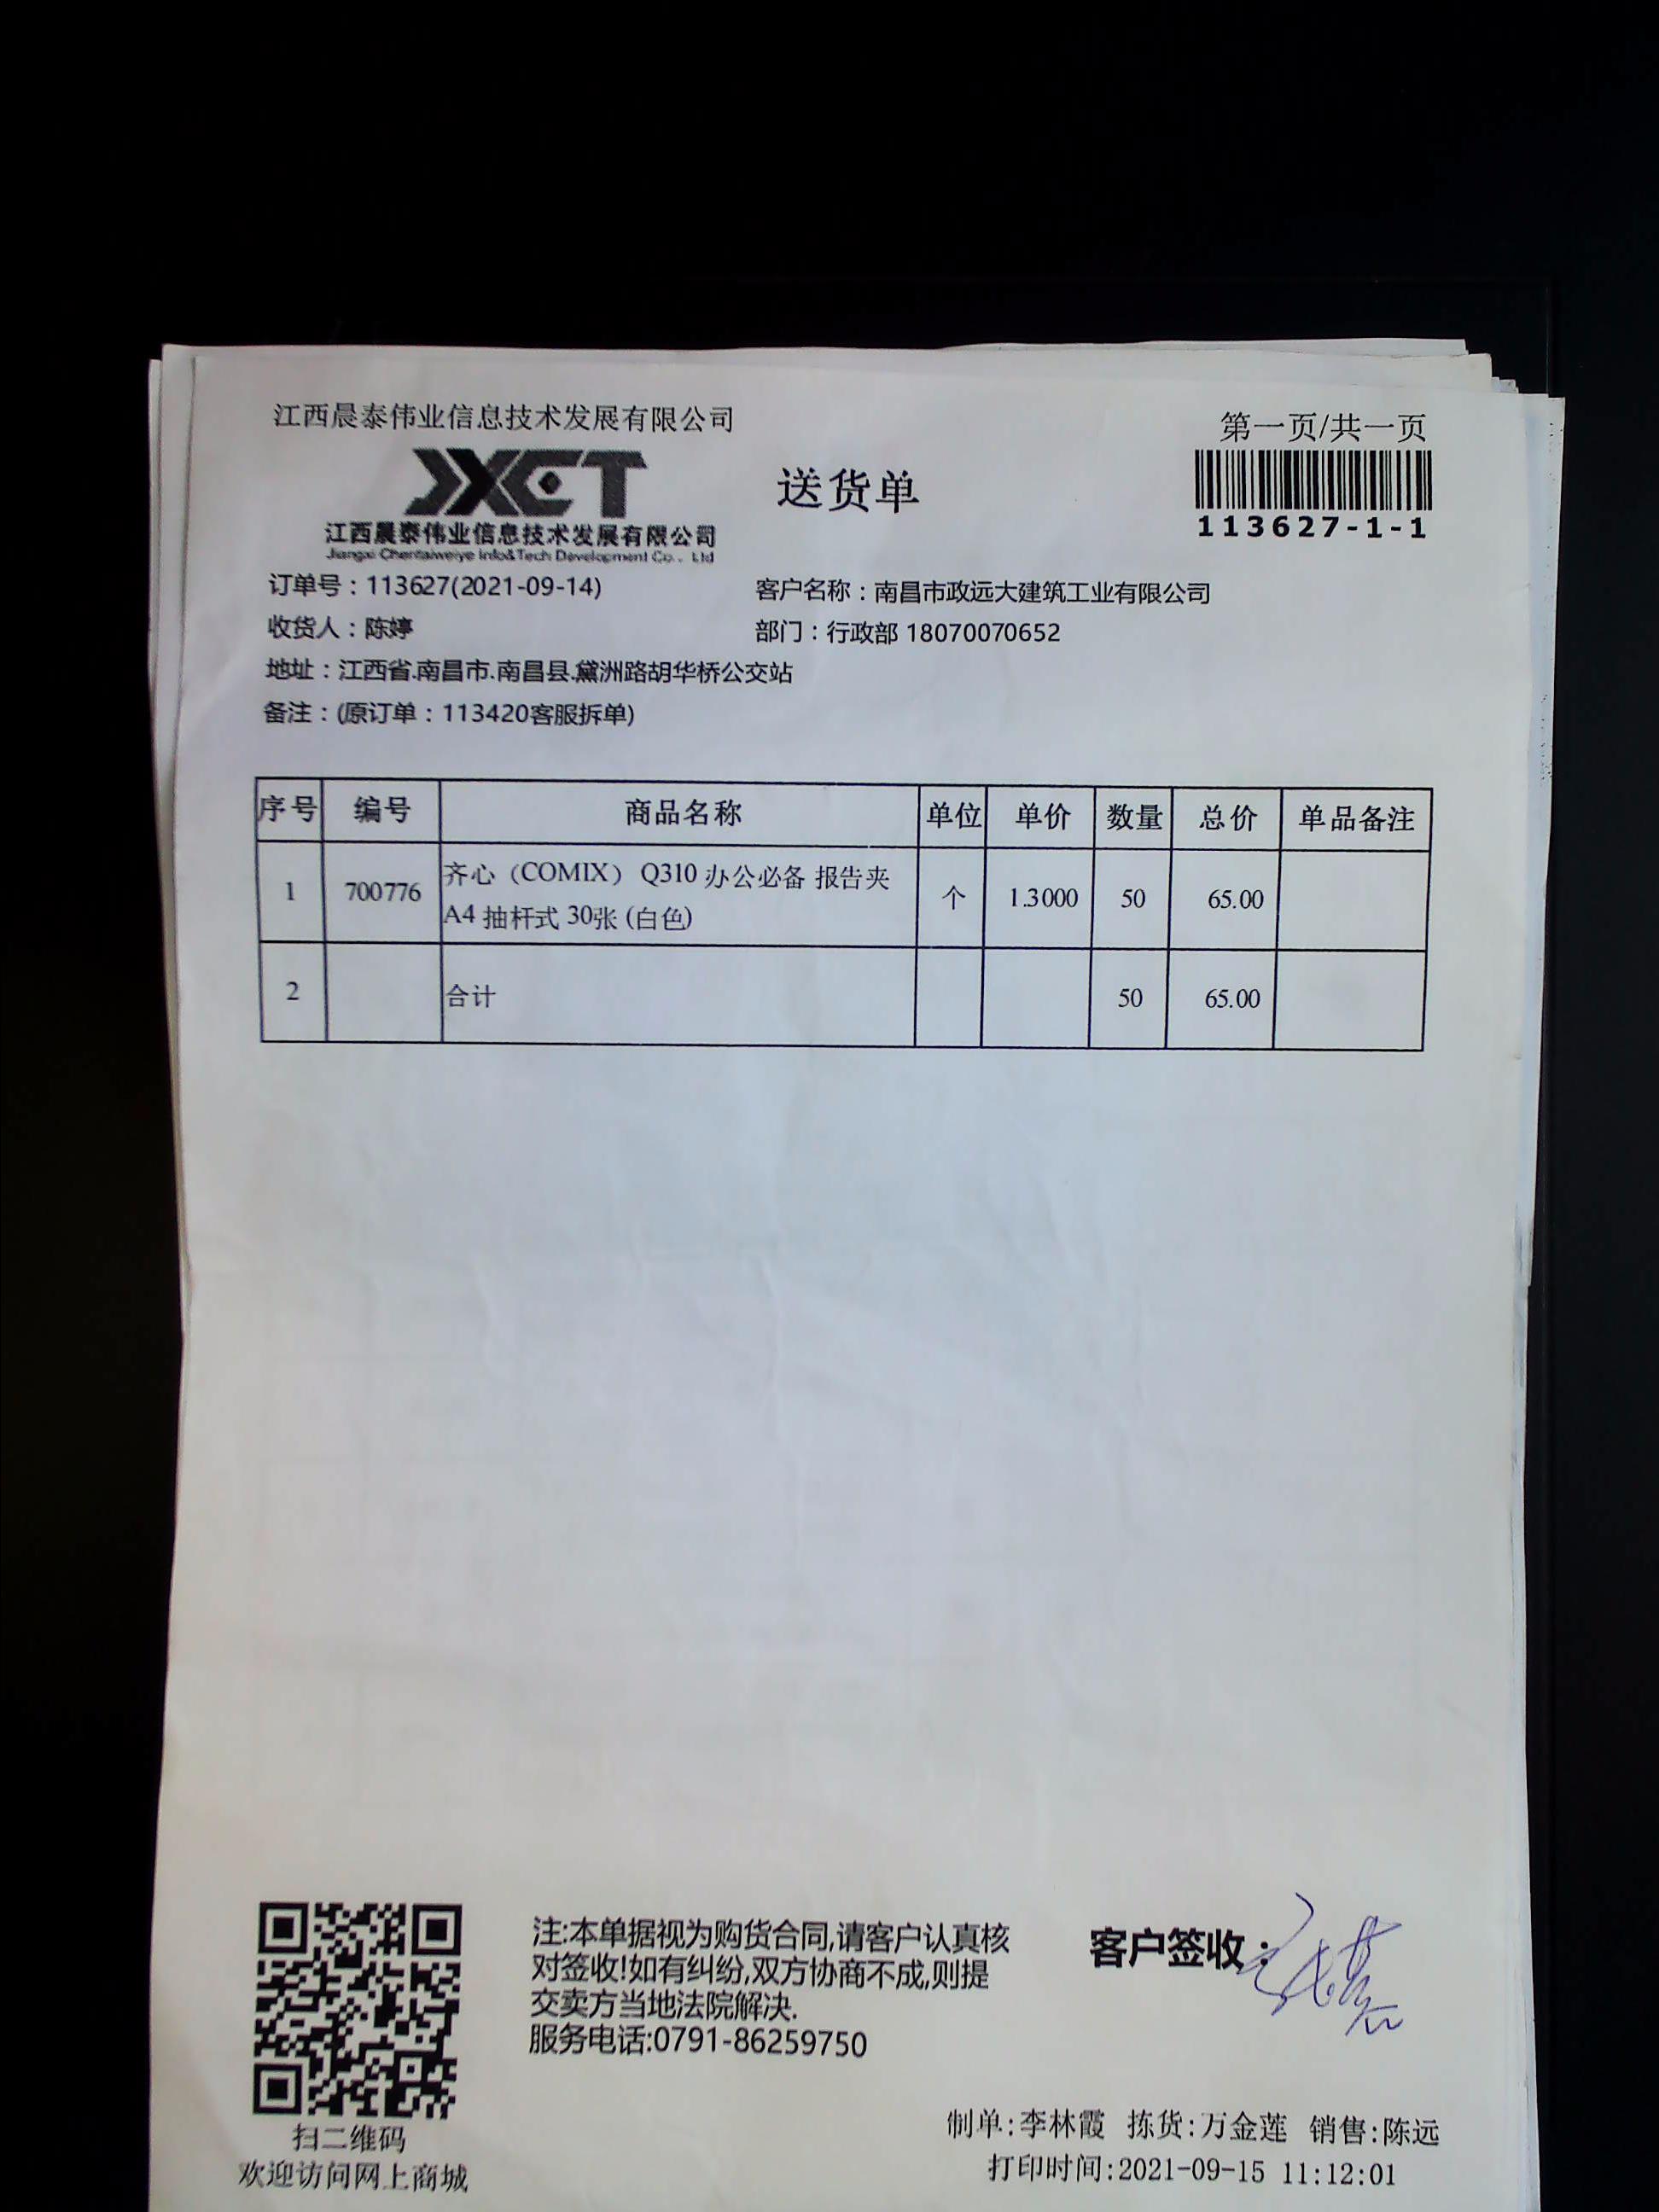 江西晨泰伟业信息技术发展有限公司
第一页/共一页
JXCT
送货单
江西晨泰伟业信息技术发展有限公司
Jiangxi Chentaiweiye Info&Tech Development Co., Ltd
113627-1-1
订单号：113627(2021-09-14)
客户名称：南昌市政远大建筑工业有限公司
收货人：陈婷
部门：行政部 18070070652
地址：江西省.南昌市.南昌县.黛洲路胡华桥公交站
备注：(原订单：113420客服拆单)
序号 编号 商品名称 单位 单价 数量 总价 单品备注
1 700776 齐心（COMIX） Q310 办公必备 报告夹 个 1.3000 50 65.00
A4 抽杆式 30张 (白色)
2 合计 50 65.00
注:本单据视为购货合同,请客户认真核
对签收!如有纠纷,双方协商不成,则提
交卖方当地法院解决.
服务电话:0791-86259750
客户签收：
扫二维码
欢迎访问网上商城
制单:李林霞 拣货:万金莲 销售:陈远
打印时间:2021-09-15 11:12:01